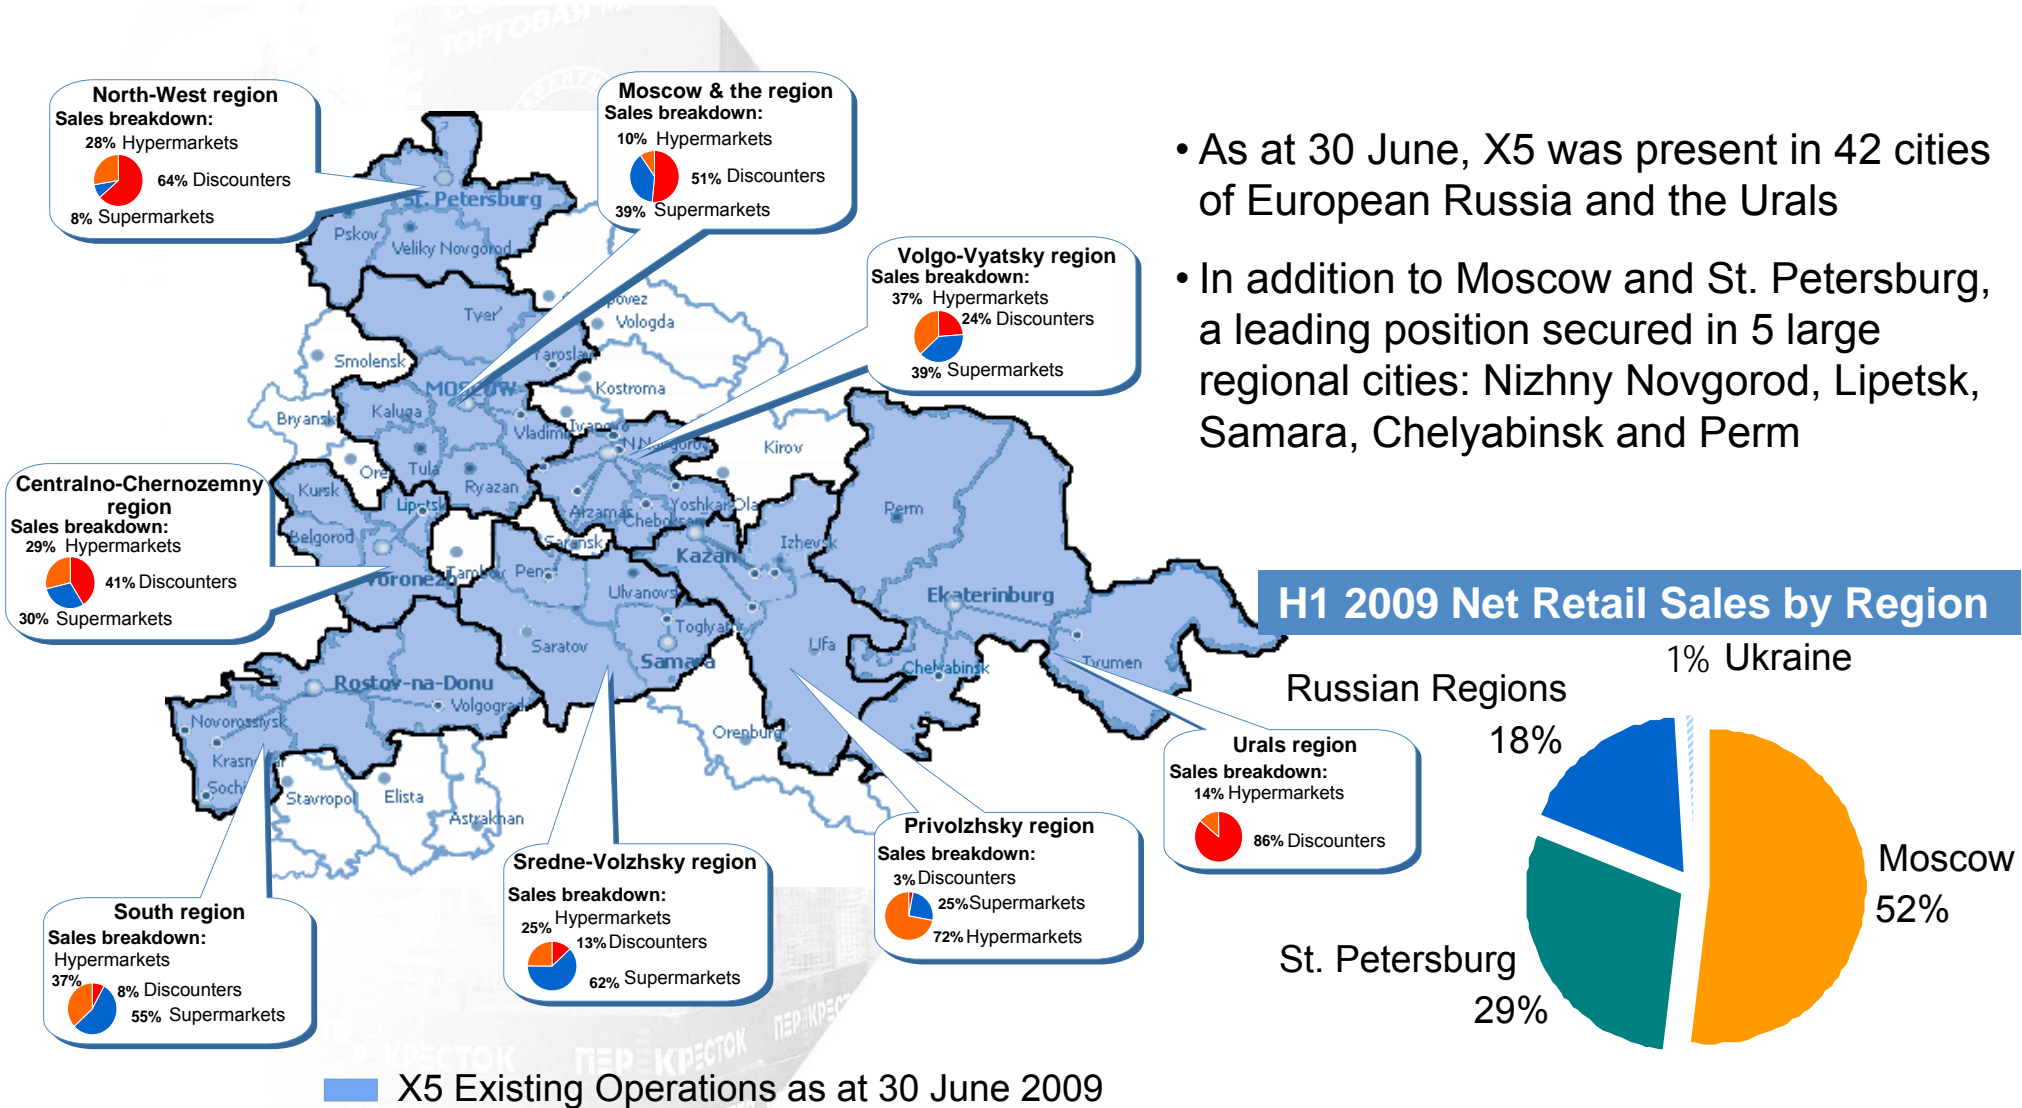 North-West region
Sales breakdown:
28% Hypermarkets
64% Discounters
8% Supermarkets
Moscow & the region
Sales breakdown:
10% Hypermarkets
51% Discounters
39% Supermarkets
Volgo-Vyatsky region
Sales breakdown:
37% Hypermarkets
24% Discounters
39% Supermarkets
Centralno-Chernozemny
region
Sales breakdown:
29% Hypermarkets
41% Discounters
30% Supermarkets
South region
Sales breakdown:
Hypermarkets
37%
8% Discounters
55% Supermarkets
Sredne-Volzhsky region
Sales breakdown:
25% Hypermarkets
13% Discounters
62% Supermarkets
Privolzhsky region
Sales breakdown:
3% Discounters
25% Supermarkets
72% Hypermarkets
Urals region
Sales breakdown:
14% Hypermarkets
86% Discounters
St. Petersburg
Pskov
Veliky Novgorod
Tver'
Vologda
Smolensk
Yaroslavl
Kostroma
MOSCOW
Bryansk
Kaluga
Ivanovo
N.Novgorod
Kirov
Tula
Ryazan
Kursk
Lipetsk
Arzamas
Yoshkar-Ola
Perm
Belgorod
Saransk
Kazan
Izhevsk
Voronezh
Tambov
Ekaterinburg
Saratov
Samara
Ufa
Chelyabinsk
Tyumen
Rostov-na-Donu
Volgograd
Novorossiysk
Orenburg
Sochi
Stavropol
Elista
Astrakhan
• As at 30 June, X5 was present in 42 cities
of European Russia and the Urals
• In addition to Moscow and St. Petersburg,
a leading position secured in 5 large
regional cities: Nizhny Novgorod, Lipetsk,
Samara, Chelyabinsk and Perm
H1 2009 Net Retail Sales by Region
1% Ukraine
Russian Regions
18%
Moscow
52%
St. Petersburg
29%
X5 Existing Operations as at 30 June 2009